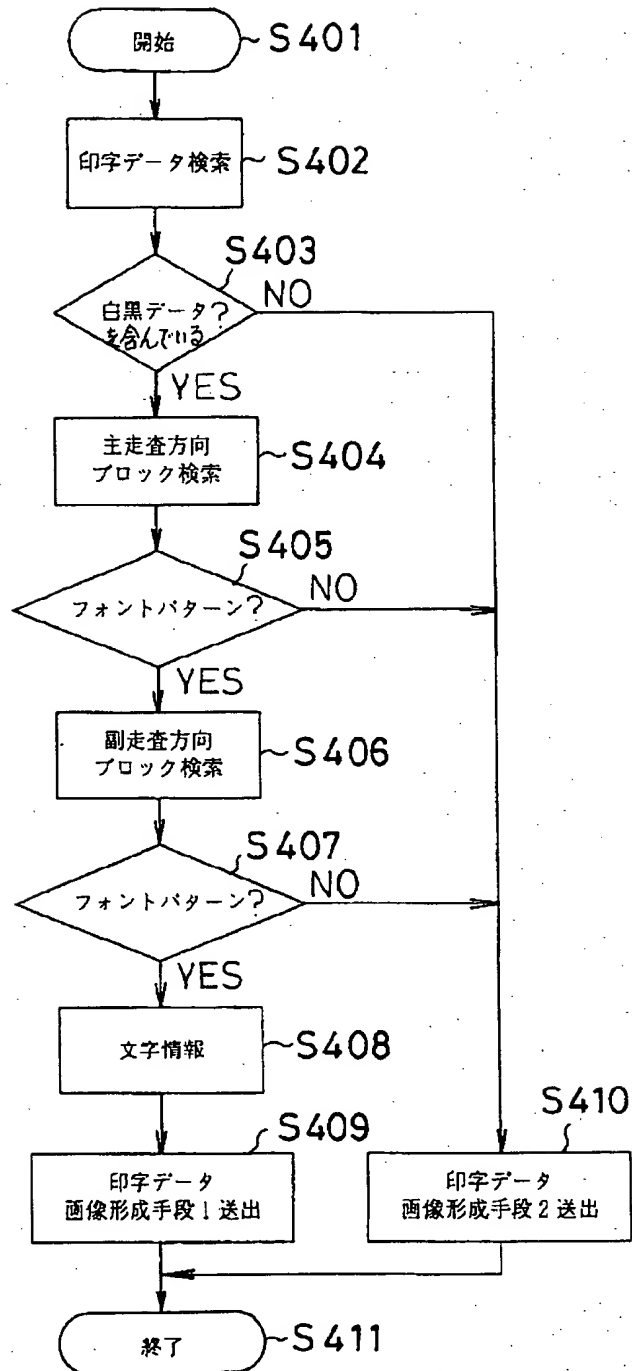 開始
S401
印字データ検索
S402
S403
白黒データ?
を含んでいる
NO
YES
主走査方向
ブロック検索
S404
S405
フォントパターン?
NO
YES
副走査方向
ブロック検索
S406
S407
フォントパターン?
NO
YES
文字情報
S408
S409
印字データ
画像形成手段1送出
S410
印字データ
画像形成手段2送出
終了
S411